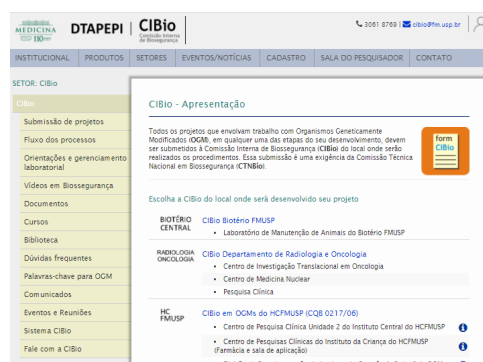 MEDICINA
110
DTAPEPI
CIBio
Comissão Interna
de Biossegurança
3061 8769 | cibio@fm.usp.br
INSTITUCIONAL PRODUTOS SETORES EVENTOS/NOTÍCIAS CADASTRO SALA DO PESQUISADOR CONTATO
SETOR: CIBio
CIBio
Submissão de projetos
Fluxo dos processos
Orientações e gerenciamento
laboratorial
Vídeos em Biossegurança
Documentos
Cursos
Biblioteca
Dúvidas frequentes
Palavras-chave para OGM
Comunicados
Eventos e Reuniões
Sistema CIBio
Fale com a CIBio
CIBio - Apresentação
Todos os projetos que envolvam trabalho com Organismos Geneticamente
Modificados (OGM), em qualquer uma das etapas do seu desenvolvimento, devem
ser submetidos à Comissão Interna de Biossegurança (CIBio) do local onde serão
realizados os procedimentos. Essa submissão é uma exigência da Comissão Técnica
Nacional em Biossegurança (CTNBio).
form
CIBio
Escolha a CIBio do local onde será desenvolvido seu projeto
BIOTÉRIO
CENTRAL
CIBio Biotério FMUSP
• Laboratório de Manutenção de Animais do Biotério FMUSP
RADIOLOGIA
ONCOLOGIA
CIBio Departamento de Radiologia e Oncologia
• Centro de Investigação Translacional em Oncologia
• Centro de Medicina Nuclear
• Pesquisa Clínica
HC
FMUSP
CIBio em OGMs do HCFMUSP (CQB 0217/06)
• Centro de Pesquisa Clínica Unidade 2 do Instituto Central do HCFMUSP
• Centro de Pesquisas Clínicas do Instituto da Criança do HCFMUSP
(Farmácia e sala de aplicação)